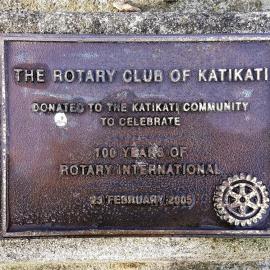 THE ROTARY CLUB OF KATIKATI
DONATED TO THE KATIKATI COMMUNITY
TO CELEBRATE
100 YEARS OF
ROTARY INTERNATIONAL
23 FEBRUARY 2005